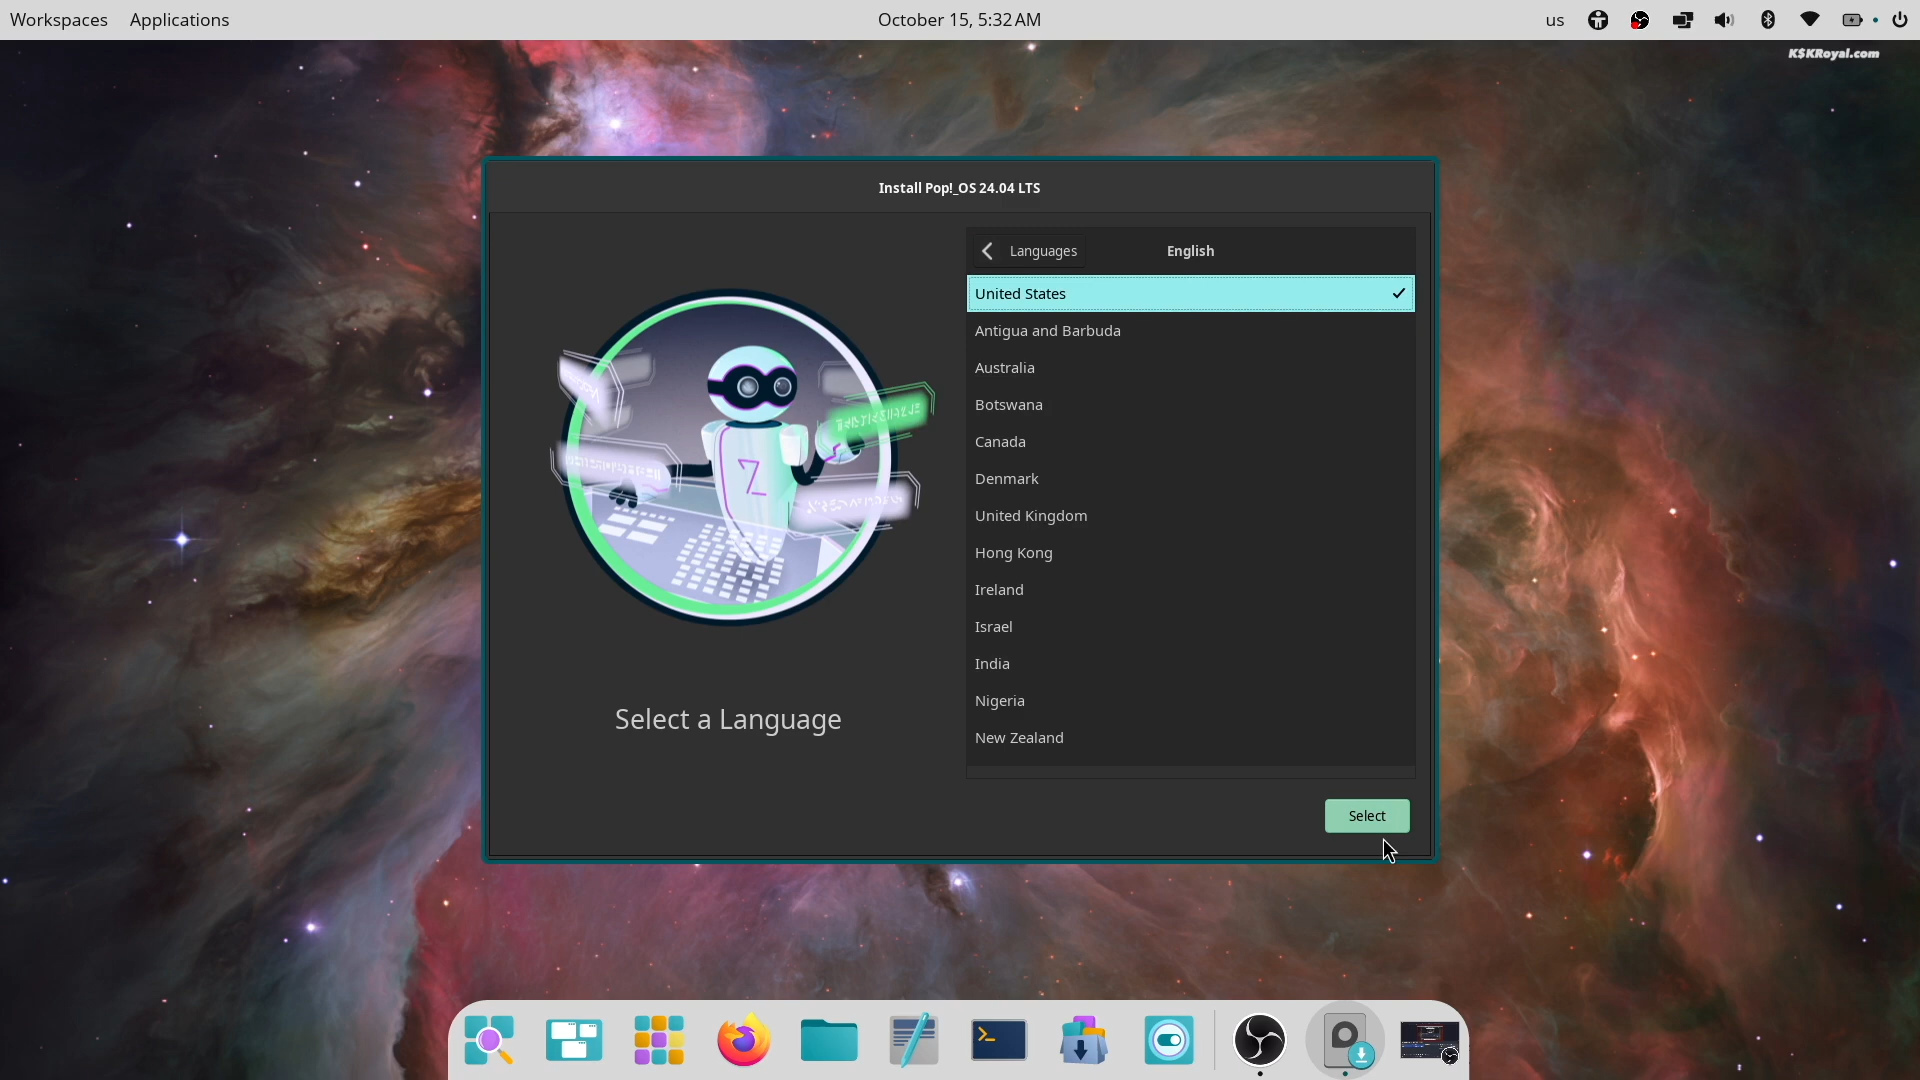 Workspaces Applications October 15, 5:32 AM us
K$KRoyal.com
Install Pop!_OS 24.04 LTS
Languages English
United States
Antigua and Barbuda
Australia
Botswana
Canada
Denmark
United Kingdom
Hong Kong
Ireland
Israel
India
Nigeria
New Zealand
Select a Language
Select